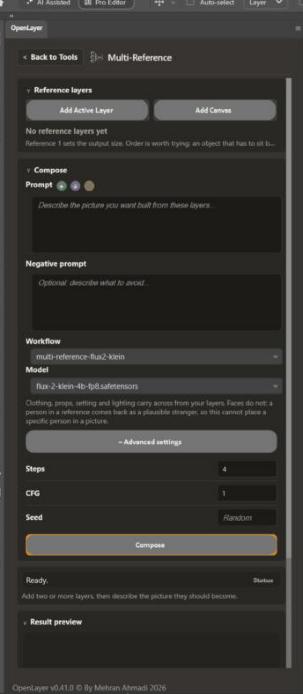 AI Assisted
Pro Editor
Auto-select
Layer
OpenLayer
< Back to Tools
Multi-Reference
Reference layers
Add Active Layer
Add Canvas
No reference layers yet
Reference 1 sets the output size. Order is worth trying: an object that has to sit b...
Compose
Prompt
Describe the picture you want built from these layers...
Negative prompt
Optional: describe what to avoid...
Workflow
multi-reference-flux2-klein
Model
flux-2-klein-4b-fp8.safetensors
Clothing, props, setting and lighting carry across from your layers. Faces do not: a
person in a reference comes back as a plausible stranger, so this cannot place a
specific person in a picture.
– Advanced settings
Steps
4
CFG
1
Seed
Random
Compose
Ready.
Status
Add two or more layers, then describe the picture they should become.
Result preview
OpenLayer v0.41.0 © By Mehran Ahmadi 2026